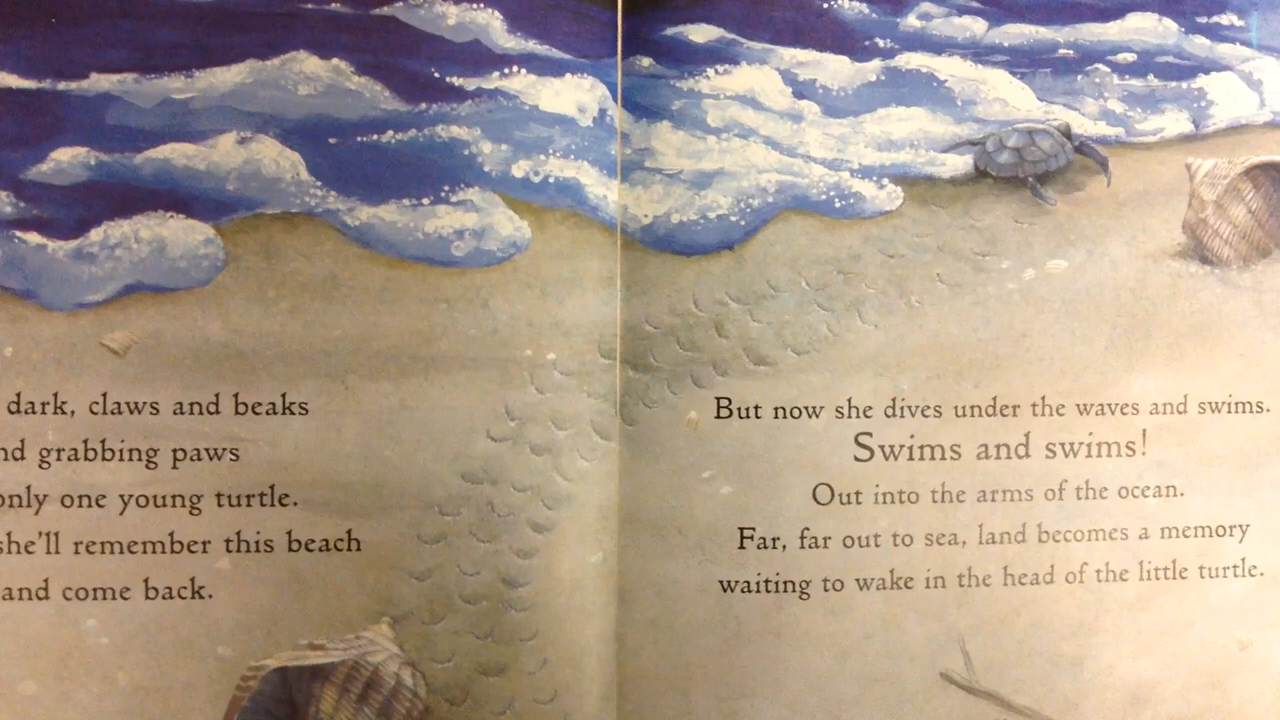 dark, claws and beaks
grabbing paws
only one young turtle.
she'll remember this beach
and come back.
But now she dives under the waves and swims.
Swims and swims!
Out into the arms of the ocean.
Far, far out to sea, land becomes a memory
waiting to wake in the head of the little turtle.